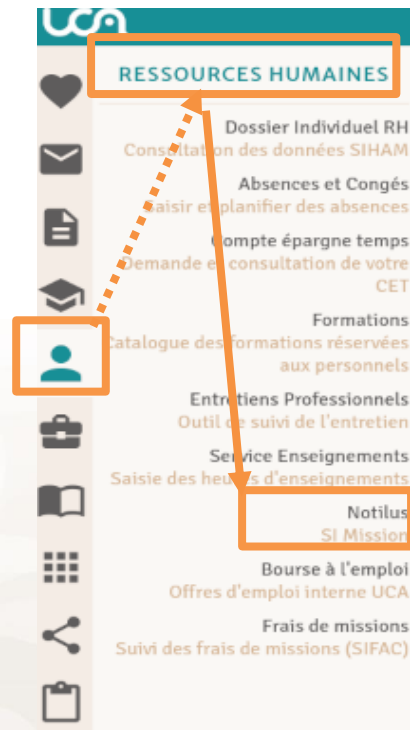 uca
RESSOURCES HUMAINES
Dossier Individuel RH
Consultation des données SIHAM
Absences et Congés
Saisir et planifier des absences
Compte épargne temps
Demande et consultation de votre
CET
Formations
Catalogue des formations réservées
aux personnels
Entretiens Professionnels
Outil de suivi de l'entretien
Service Enseignements
Saisie des heures d'enseignements
Notilus
SI Mission
Bourse à l'emploi
Offres d'emploi interne UCA
Frais de missions
Suivi des frais de missions (SIFAC)